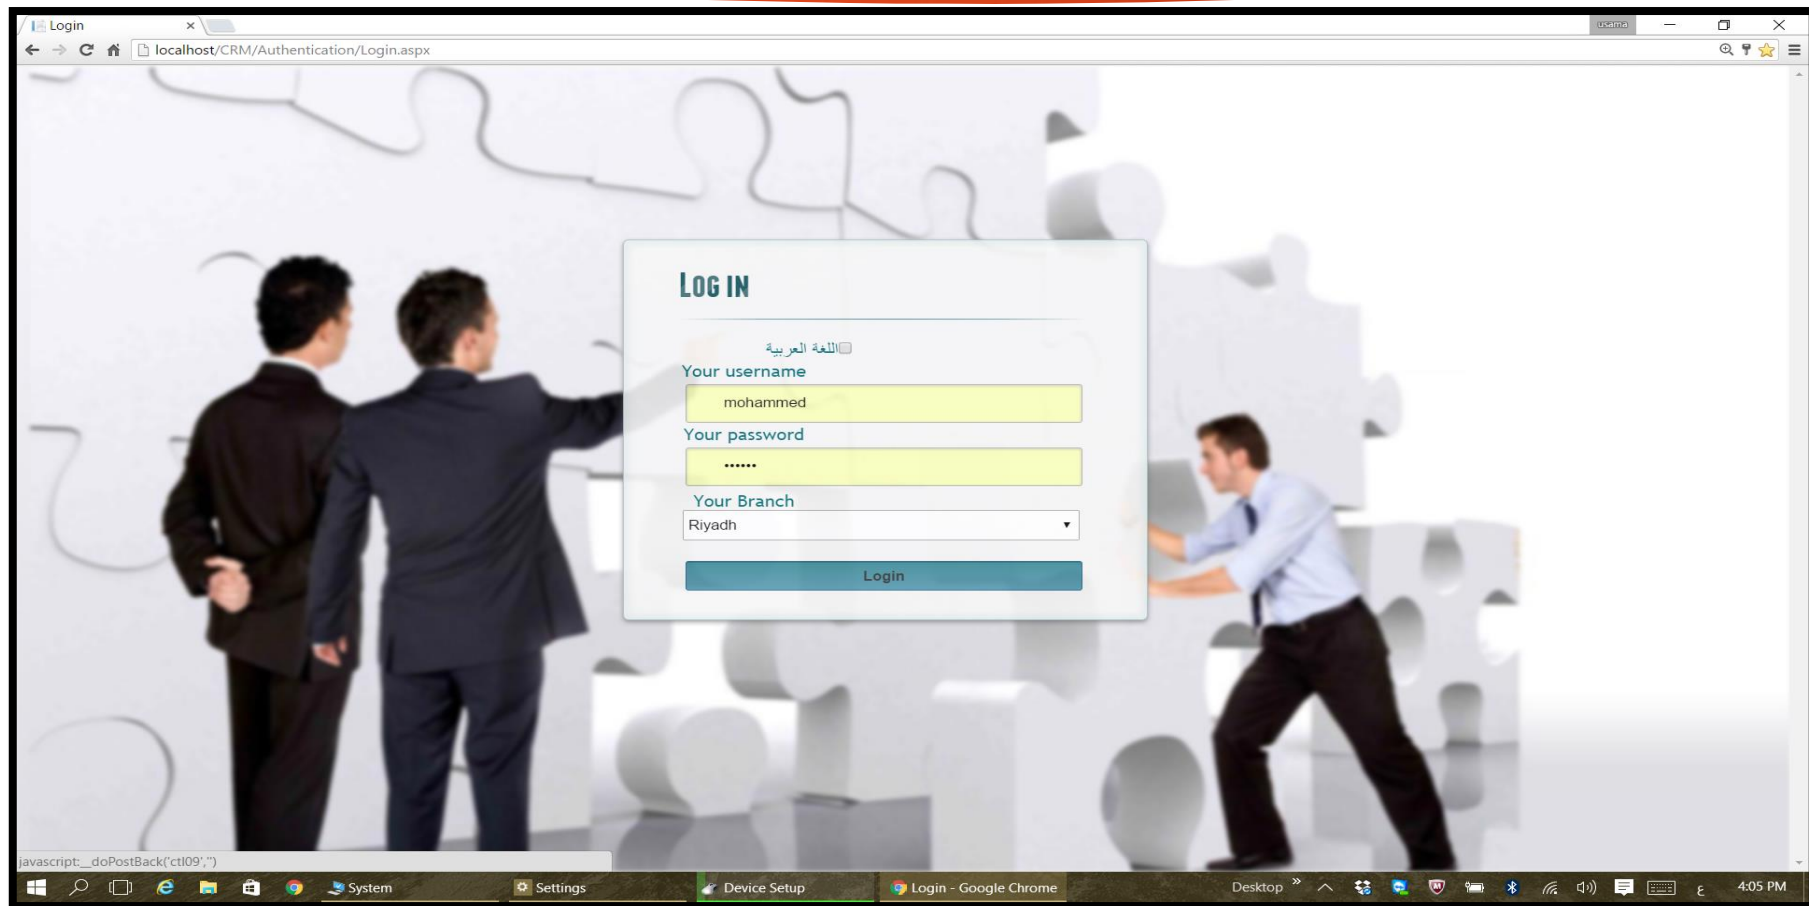 Login
usama
localhost/CRM/Authentication/Login.aspx
LOG IN
اللغة العربية
Your username
mohammed
Your password
••••••
Your Branch
Riyadh
Login
javascript:__doPostBack('ctl09','')
System
Settings
Device Setup
Login - Google Chrome
Desktop
ع
4:05 PM